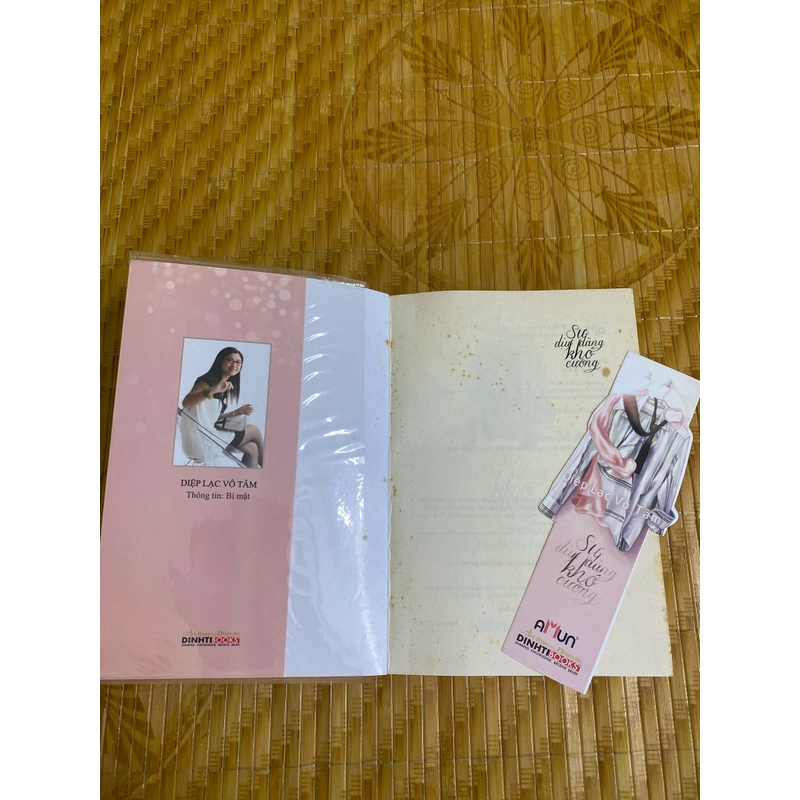 DIỆP LẠC VÔ TÂM
Thông tin: Bí mật
DINHTIBOOKS
Sự
dịu dàng
khó
cưỡng
Diệp Lạc Vô Tâm
Sự
dịu dàng
khó
cưỡng
AMUN
DINHTIBOOKS